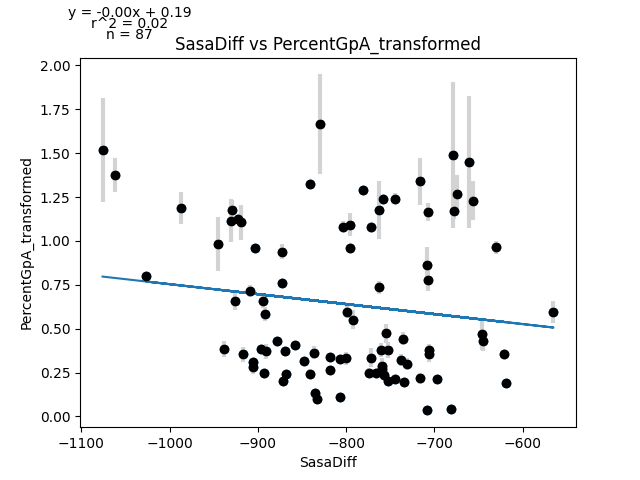 y = -0.00x + 0.19
r^2 = 0.02
n = 87
SasaDiff vs PercentGpA_transformed
2.00
1.75
1.50
1.25
1.00
0.75
0.50
0.25
0.00
PercentGpA_transformed
−1100 −1000 −900 −800 −700 −600
SasaDiff